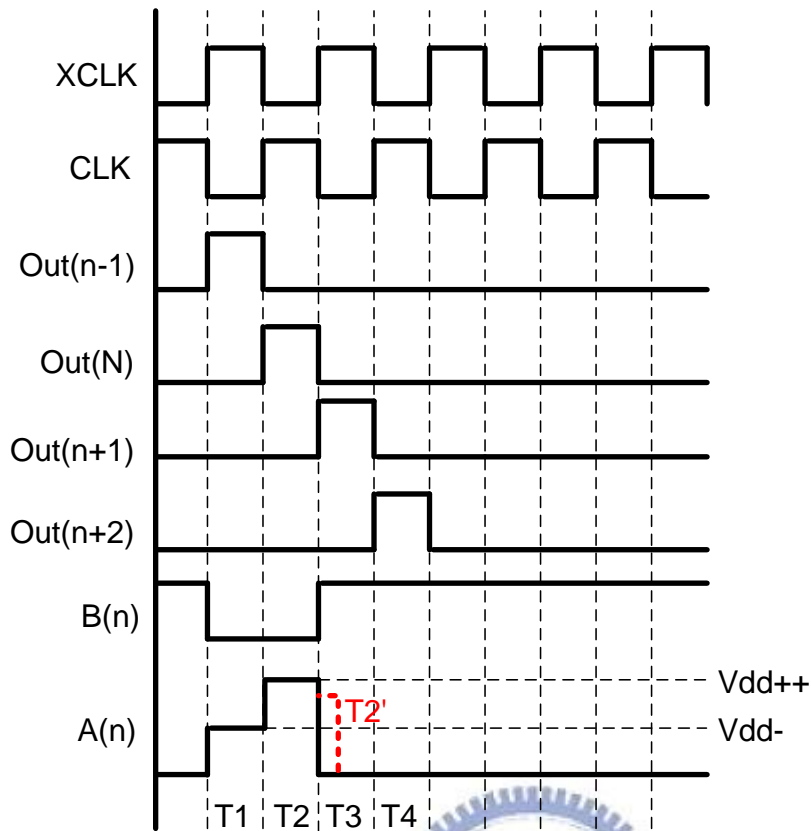 XCLK
CLK
Out(n-1)
Out(N)
Out(n+1)
Out(n+2)
B(n)
Vdd++
T2'
A(n)
Vdd-
T1 T2 T3 T4